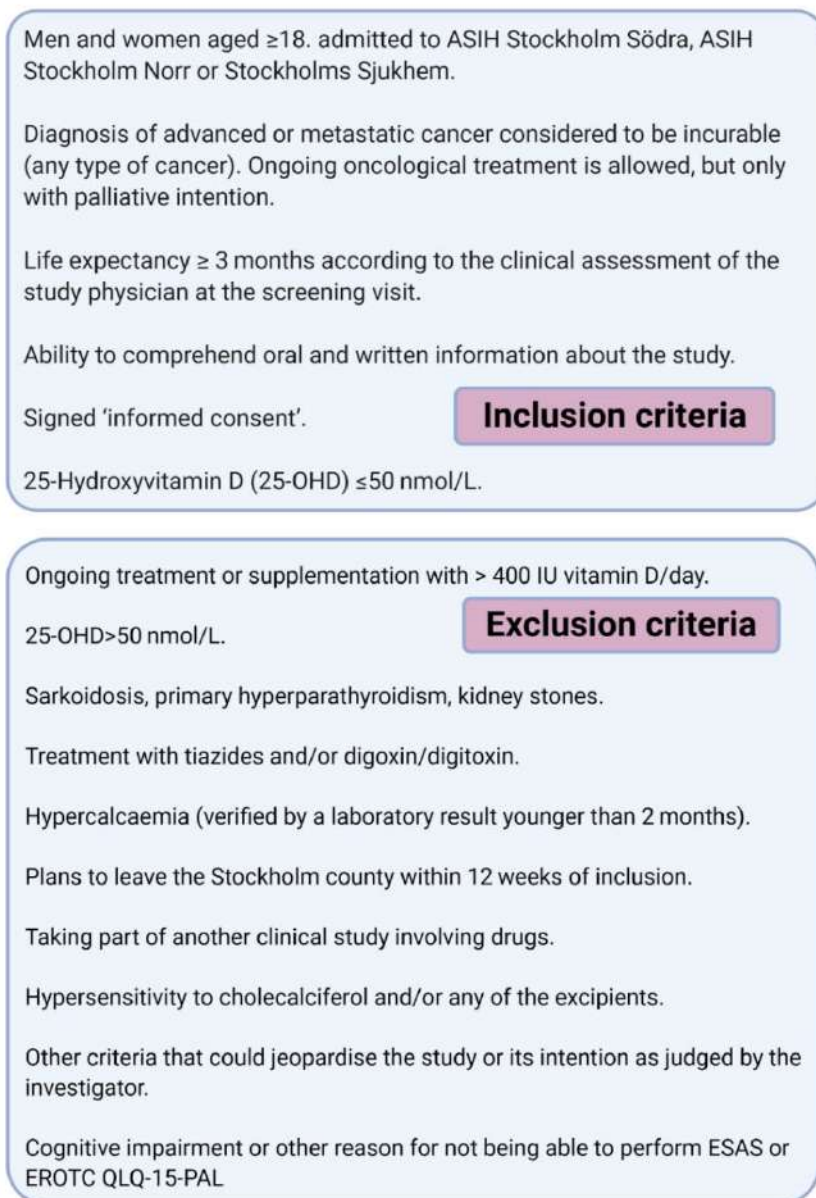 Men and women aged ≥18. admitted to ASIH Stockholm Södra, ASIH
Stockholm Norr or Stockholms Sjukhem.
Diagnosis of advanced or metastatic cancer considered to be incurable
(any type of cancer). Ongoing oncological treatment is allowed, but only
with palliative intention.
Life expectancy ≥ 3 months according to the clinical assessment of the
study physician at the screening visit.
Ability to comprehend oral and written information about the study.
Signed ‘informed consent’.
Inclusion criteria
25-Hydroxyvitamin D (25-OHD) ≤50 nmol/L.
Ongoing treatment or supplementation with > 400 IU vitamin D/day.
Exclusion criteria
25-OHD>50 nmol/L.
Sarkoidosis, primary hyperparathyroidism, kidney stones.
Treatment with tiazides and/or digoxin/digitoxin.
Hypercalcaemia (verified by a laboratory result younger than 2 months).
Plans to leave the Stockholm county within 12 weeks of inclusion.
Taking part of another clinical study involving drugs.
Hypersensitivity to cholecalciferol and/or any of the excipients.
Other criteria that could jeopardise the study or its intention as judged by the
investigator.
Cognitive impairment or other reason for not being able to perform ESAS or
EROTC QLQ-15-PAL